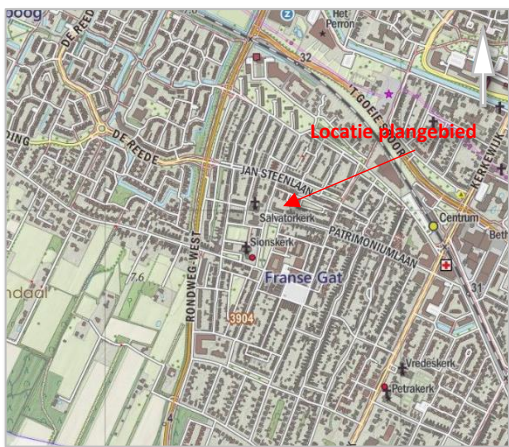 Het
Perron
DE REEDE
32
'T GOEIE SPOOR
Locatie plangebied
KERKEWIJK
DE REEDE
JAN STEENLAAN
Salvatorkerk
Centrum
PATRIMONIUMLAAN
Sionskerk
7.6
Franse Gat
31
RONDWEG-WEST
3904
Vredeskerk
Petrakerk
4